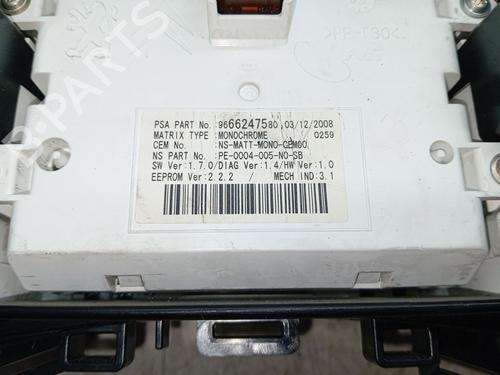 >PP-T30<
PSA PART No. 9666247580 03/12/2008
MATRIX TYPE :MONOCHROME 0259
CEM No. :NS-MATT-MONO-CEM00
NS PART No. :PE-0004-005-NO-SB
SW Ver:1.7.0/DIAG Ver:1.4/HW Ver:1.0
EEPROM Ver:2.2.2 / MECH IND:3.1